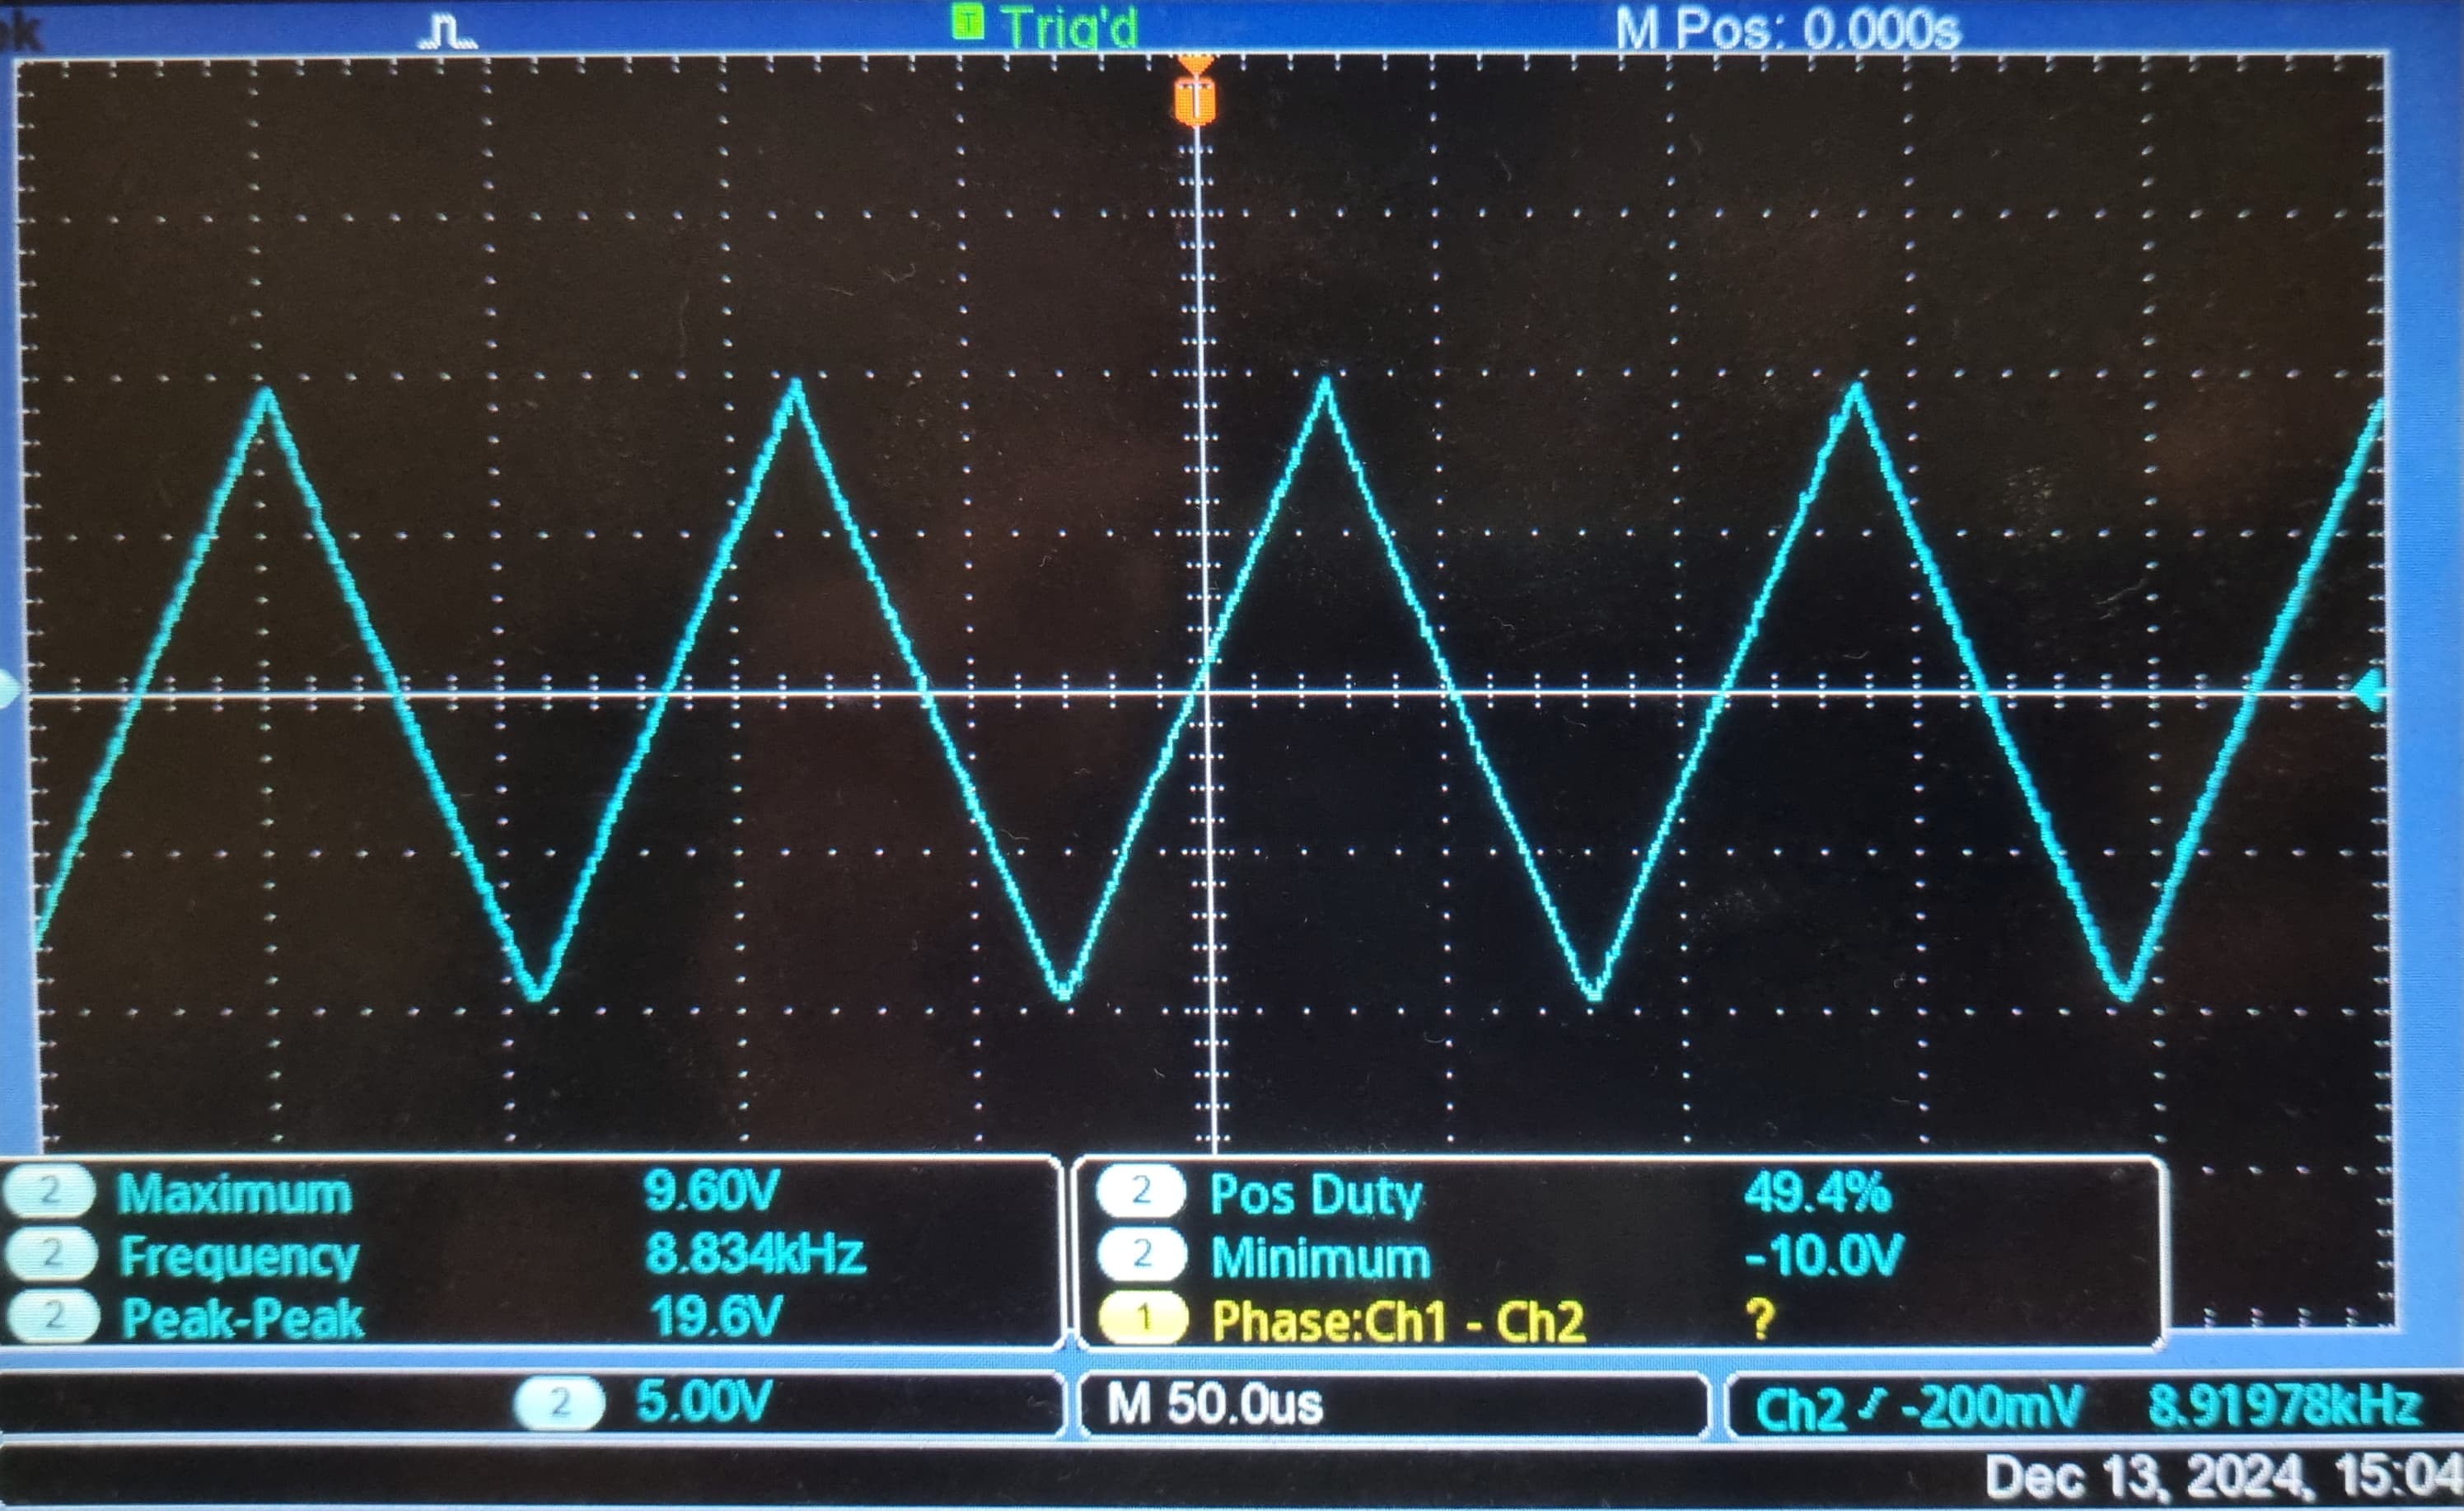 Trig'd M Pos: 0.000s
2 Maximum 9.60V
2 Frequency 8.834kHz
2 Peak-Peak 19.6V
2 Pos Duty 49.4%
2 Minimum -10.0V
1 Phase:Ch1 - Ch2 ?
2 5.00V M 50.0us Ch2 -200mV 8.91978kHz
Dec 13, 2024, 15:04